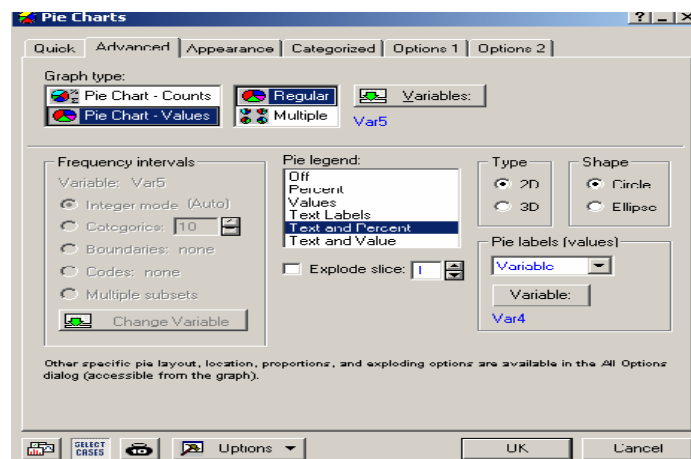 Pie Charts
Quick Advanced Appearance Categorized Options 1 Options 2
Graph type:
Pie Chart - Counts
Pie Chart - Values
Regular
Multiple
Variables:
Var5
Frequency intervals
Variable: Var5
Integer mode (Auto)
Categories: 10
Boundaries: none
Codes: none
Multiple subsets
Change Variable
Pie legend:
Off
Percent
Values
Text Labels
Text and Percent
Text and Value
Explode slice: 1
Type
2D
3D
Shape
Circle
Ellipse
Pie labels (values)
Variable
Variable:
Var4
Other specific pie layout, location, proportions, and exploding options are available in the All Options
dialog (accessible from the graph).
SELECT
CASES
Options
OK
Cancel